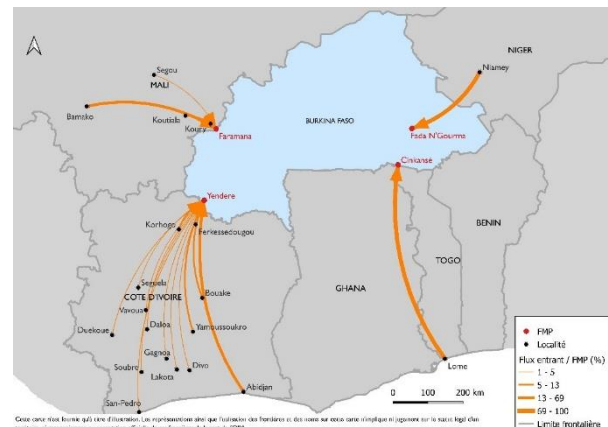 NIGER
Segou
MALI
Niamey
Bamako
Koutiala
Koury
BURKINA FASO
Faramana
Fada N'Gourma
Cinkansé
Yendere
Korhogo
Ferkessedougou
BENIN
Seguela
COTE D'IVOIRE
Bouake
GHANA
TOGO
Vavoua
Daloa
Yamoussoukro
Duekoue
Gagnoa
Soubre
Lakota
Divo
Lome
San-Pedro
Abidjan
0
100
200 km
FMP
Localité
Flux entrant / FMP (%)
1 - 5
5 - 13
13 - 69
69 - 100
Limite frontalière
Cette carte n'est fournie qu'à titre d'illustration. Les représentations ainsi que l'utilisation des frontières et des noms sur cette carte n'implique ni jugement sur le statut légal d'un